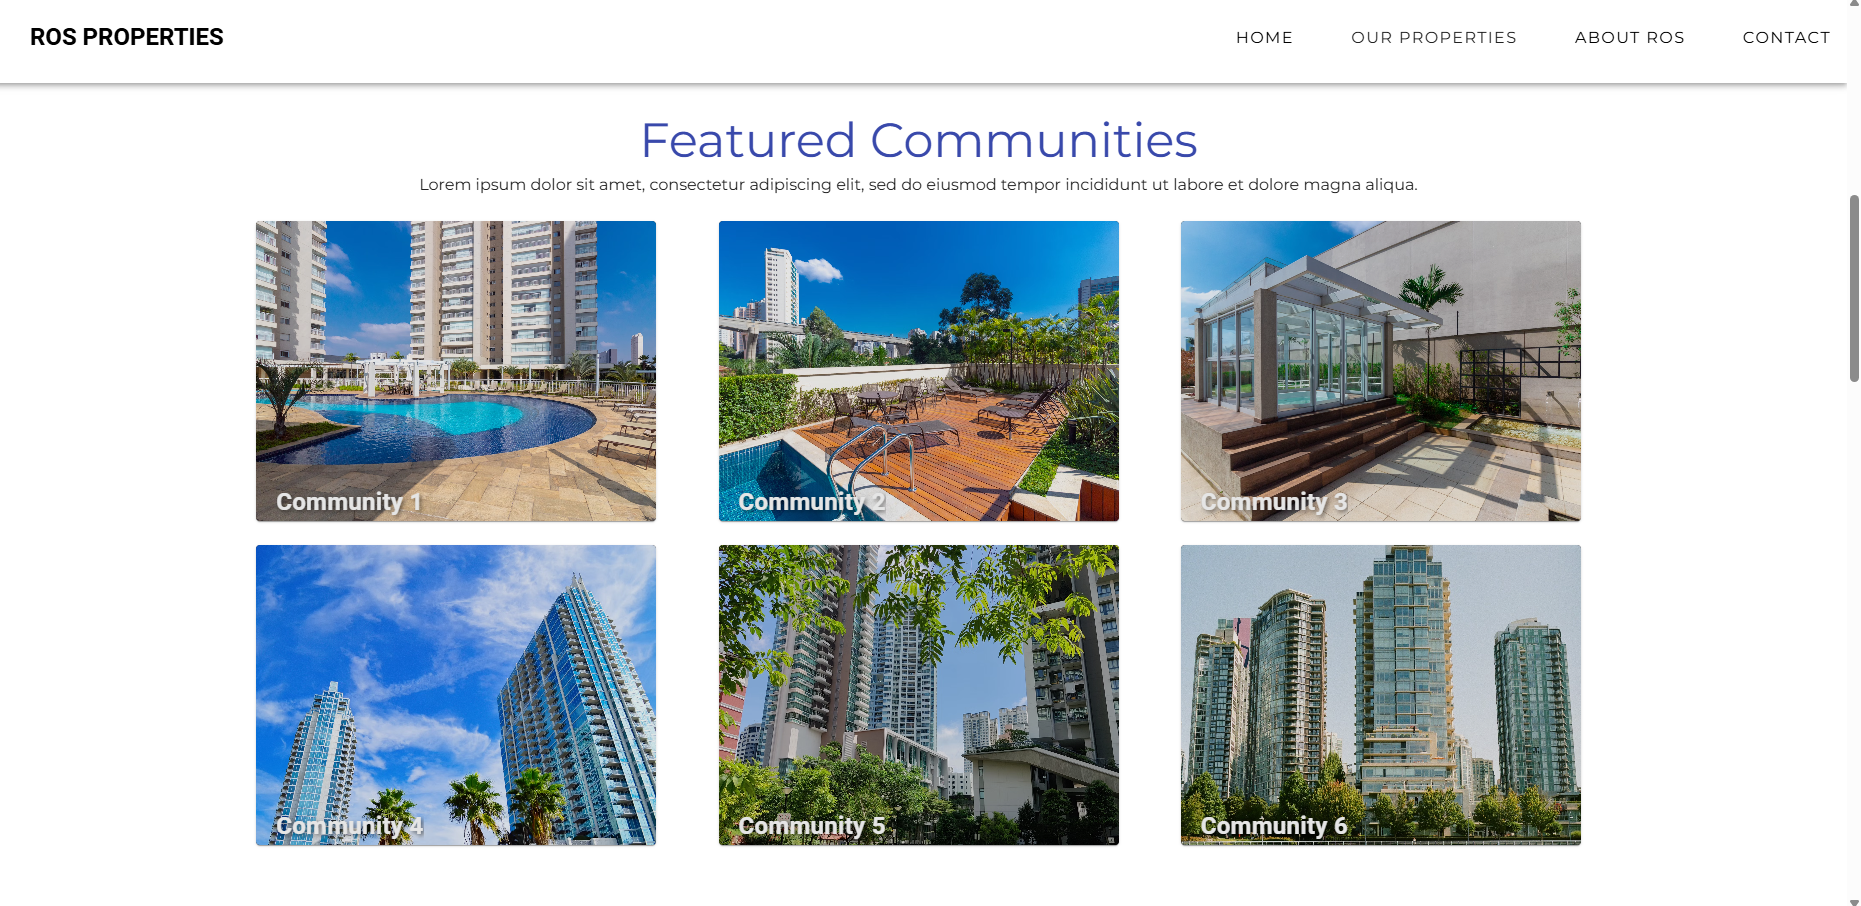 ROS PROPERTIES
HOME OUR PROPERTIES ABOUT ROS CONTACT
Featured Communities
Lorem ipsum dolor sit amet, consectetur adipiscing elit, sed do eiusmod tempor incididunt ut labore et dolore magna aliqua.
Community 1
Community 2
Community 3
Community 4
Community 5
Community 6